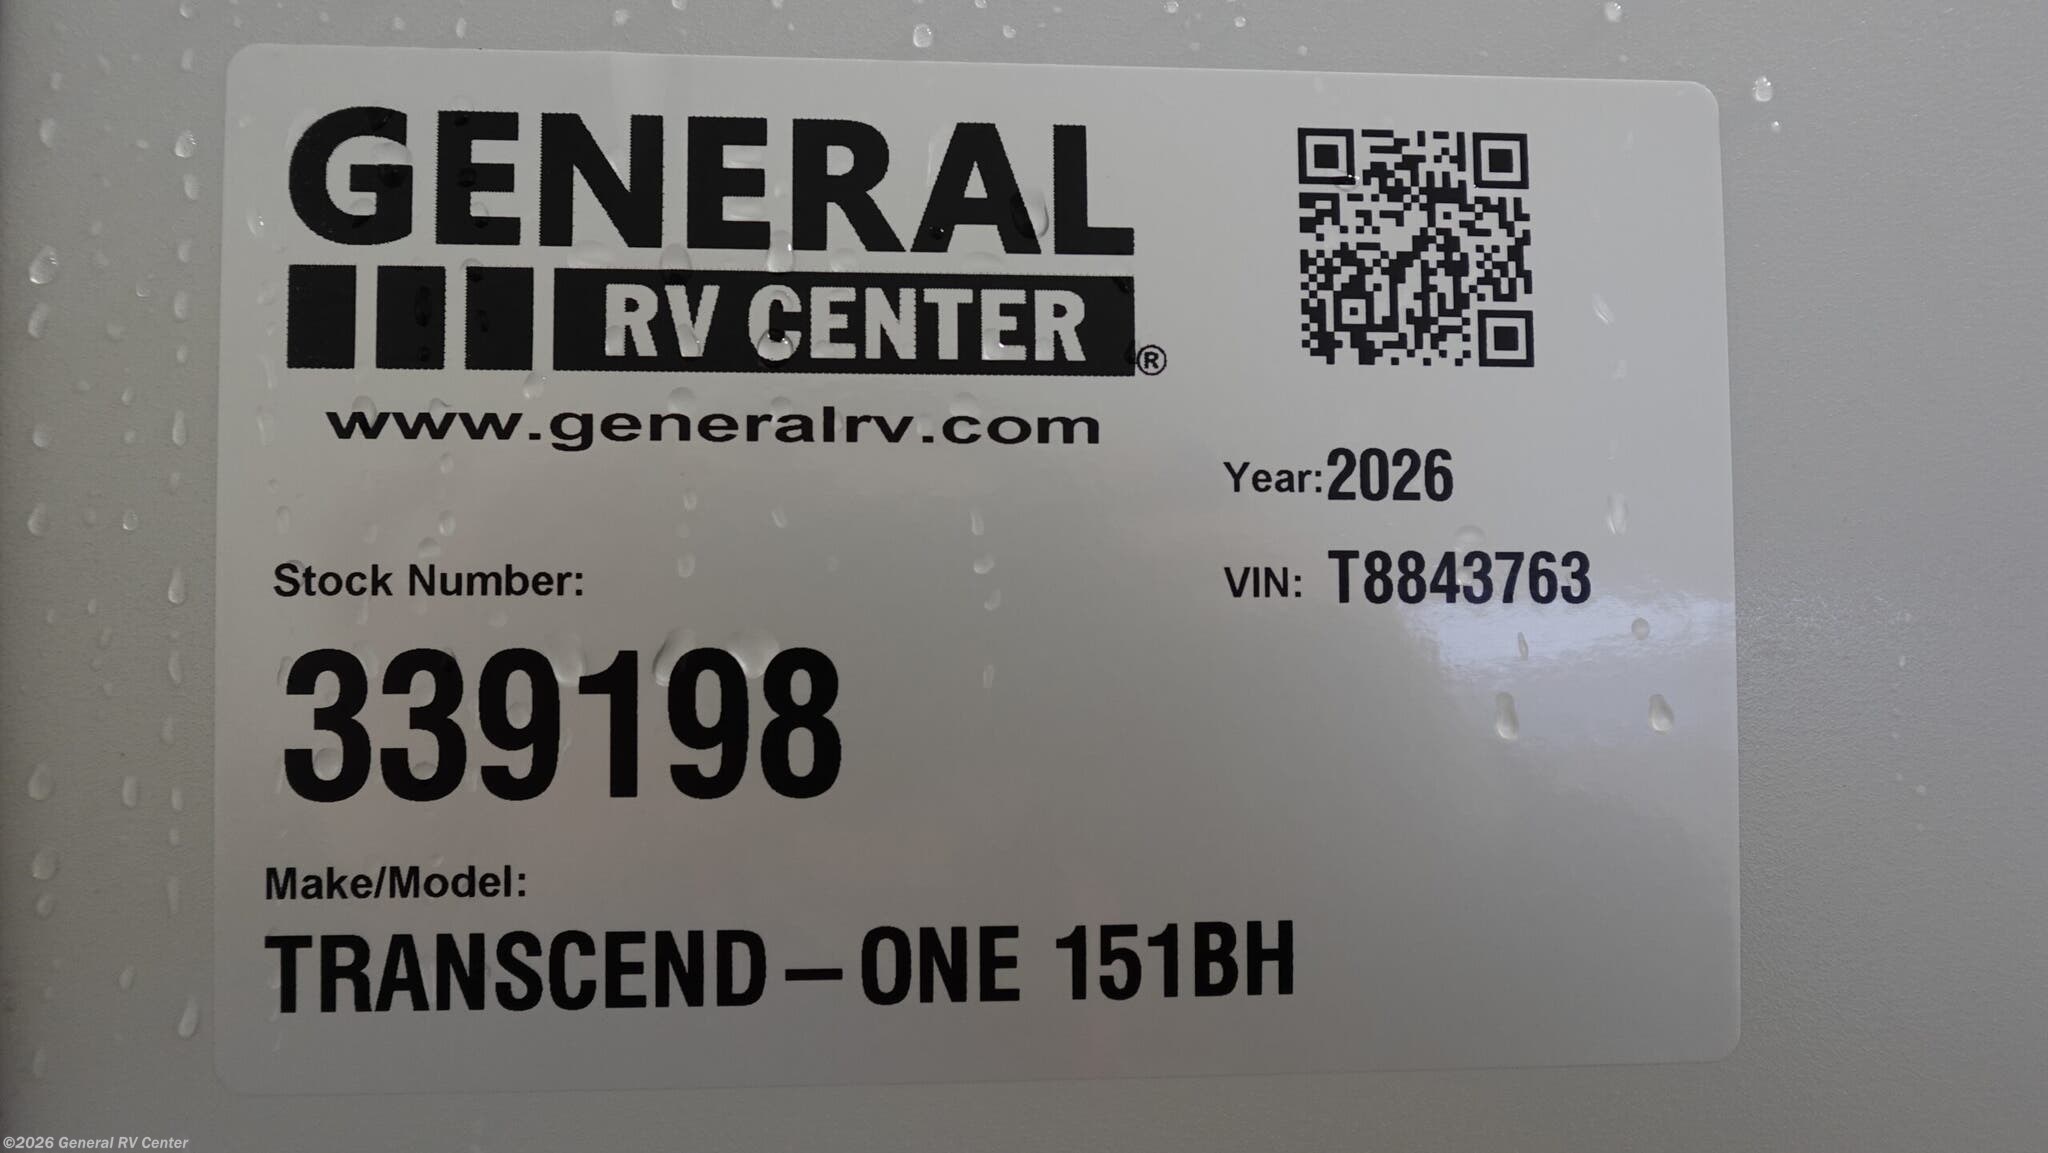 GENERAL
RV CENTER®
www.generalrv.com
Year: 2026
VIN: T8843763
Stock Number:
339198
Make/Model:
TRANSCEND – ONE 151BH
©2026 General RV Center